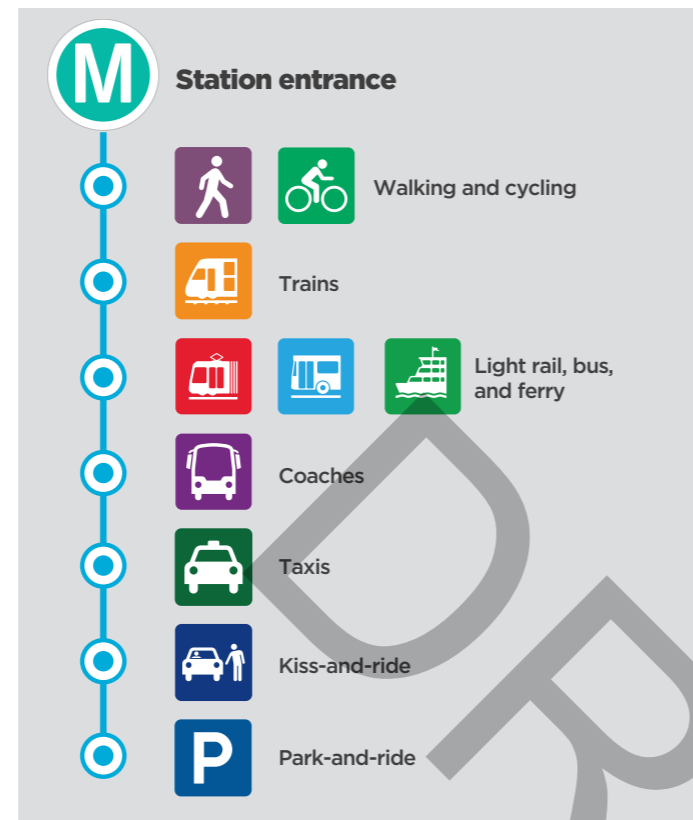 M
Station entrance
Walking and cycling
Trains
Light rail, bus,
and ferry
Coaches
Taxis
Kiss-and-ride
P
Park-and-ride
DR